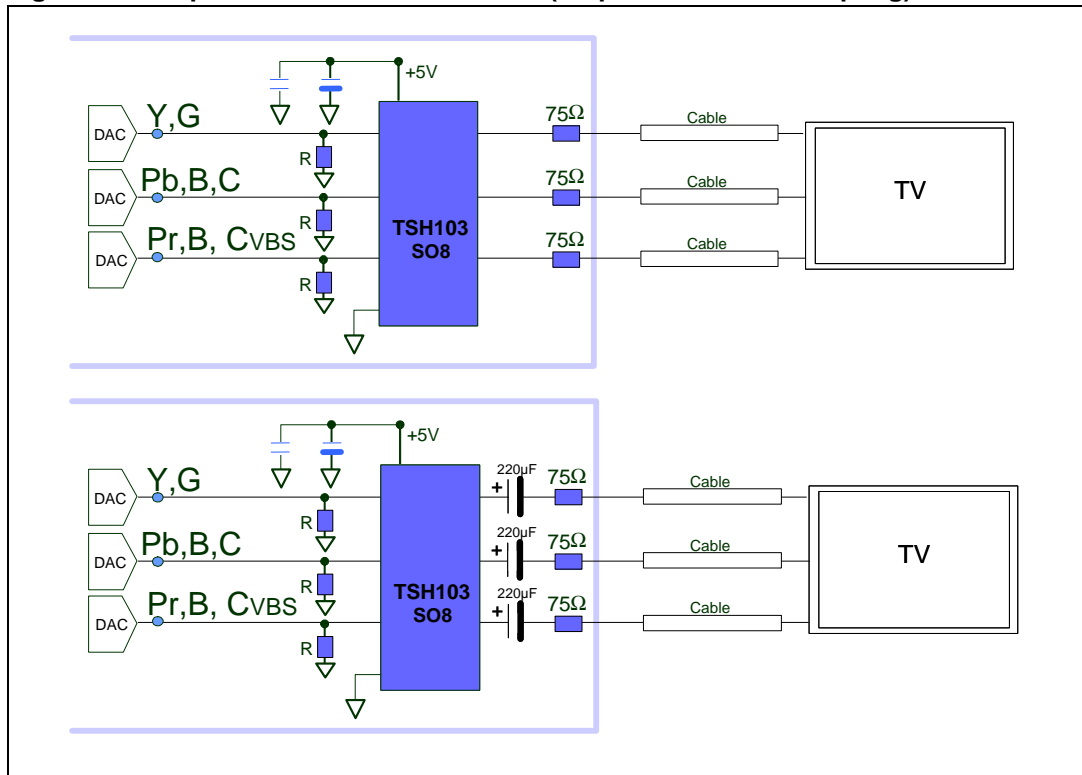 +5V
Y,G
75Ω
Cable
DAC
R
Pb,B,C
75Ω
Cable
DAC
R
TV
TSH103
SO8
Pr,B, CVBS
75Ω
Cable
DAC
R
+5V
Y,G
220µF
+
75Ω
Cable
DAC
R
Pb,B,C
220µF
+
75Ω
Cable
DAC
R
TV
TSH103
SO8
Pr,B, CVBS
220µF
+
75Ω
Cable
DAC
R